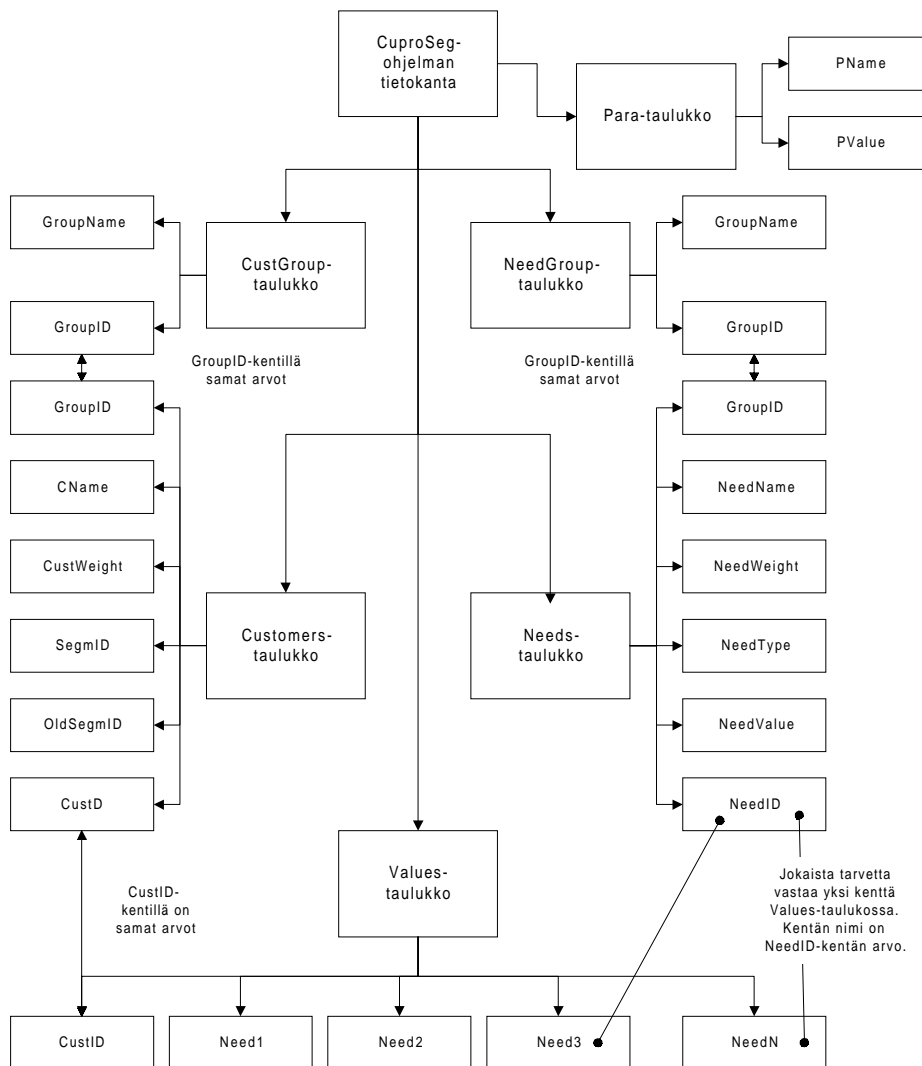 CuproSeg-
ohjelman
tietokanta
Para-taulukko
PName
PValue
GroupName
CustGroup-
taulukko
NeedGroup-
taulukko
GroupName
GroupID
GroupID-kentillä
samat arvot
GroupID-kentillä
samat arvot
GroupID
GroupID
GroupID
CName
NeedName
CustWeight
NeedWeight
SegmID
Customers-
taulukko
Needs-
taulukko
NeedType
OldSegmID
NeedValue
CustD
NeedID
Values-
taulukko
CustID-
kentillä on
samat arvot
Jokaista tarvetta
vastaa yksi kenttä
Values-taulukossa.
Kentän nimi on
NeedID-kentän arvo.
CustID
Need1
Need2
Need3
NeedN